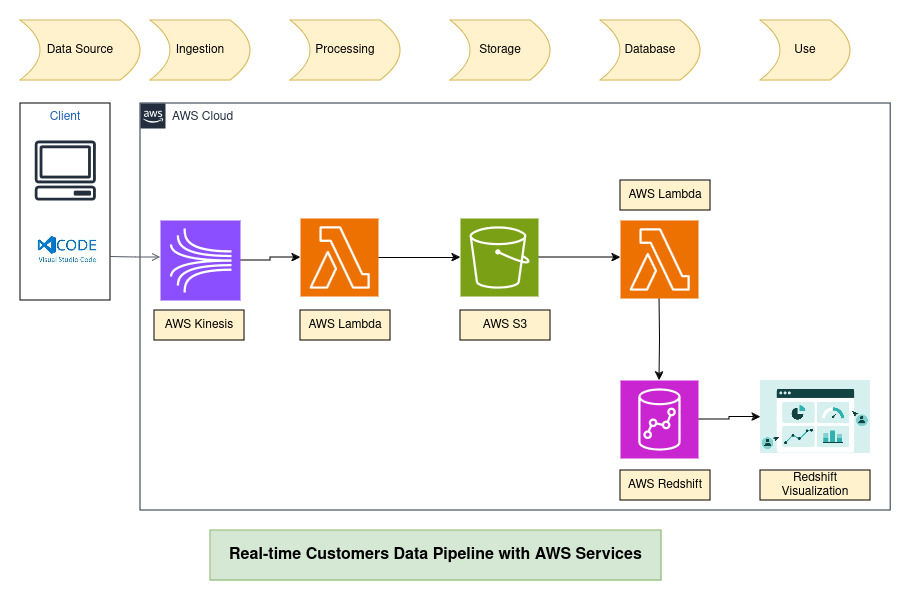 Data Source
Ingestion
Processing
Storage
Database
Use
Client
aws
AWS Cloud
CODE
Visual Studio Code
AWS Lambda
AWS Kinesis
AWS Lambda
AWS S3
AWS Redshift
Redshift
Visualization
Real-time Customers Data Pipeline with AWS Services